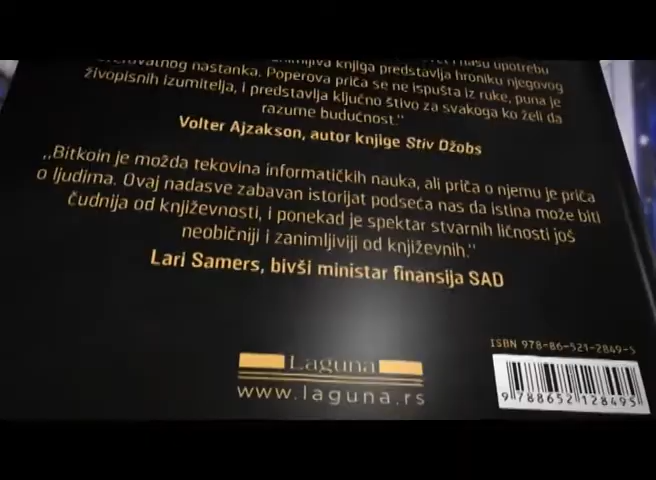 zanimljiva knjiga predstavlja hroniku njegovog
nastanka. Poperova priča se ne ispušta iz ruke, puna je
živopisnih izumitelja, i predstavlja ključno štivo za svakoga ko želi da
razume budućnost."
Volter Ajzakson, autor knjige Stiv Džobs
„Bitkoin je možda tekovina informatičkih nauka, ali priča o njemu je priča
o ljudima. Ovaj nadasve zabavan istorijat podseća nas da istina može biti
čudnija od književnosti, i ponekad je spektar stvarnih ličnosti još
neobičniji i zanimljiviji od književnih."
Lari Samers, bivši ministar finansija SAD
ISBN 978-86-521-2849-5
Laguna
www.laguna.rs
9 788652 128495